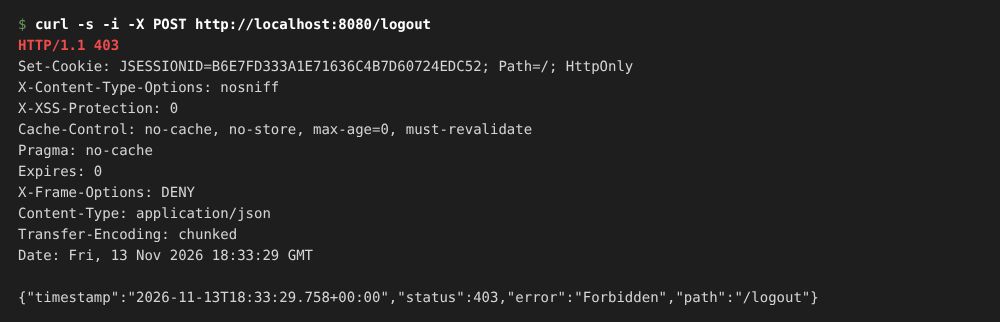 $ curl -s -i -X POST http://localhost:8080/logout
HTTP/1.1 403
Set-Cookie: JSESSIONID=B6E7FD333A1E71636C4B7D60724EDC52; Path=/; HttpOnly
X-Content-Type-Options: nosniff
X-XSS-Protection: 0
Cache-Control: no-cache, no-store, max-age=0, must-revalidate
Pragma: no-cache
Expires: 0
X-Frame-Options: DENY
Content-Type: application/json
Transfer-Encoding: chunked
Date: Fri, 13 Nov 2026 18:33:29 GMT
{"timestamp":"2026-11-13T18:33:29.758+00:00","status":403,"error":"Forbidden","path":"/logout"}